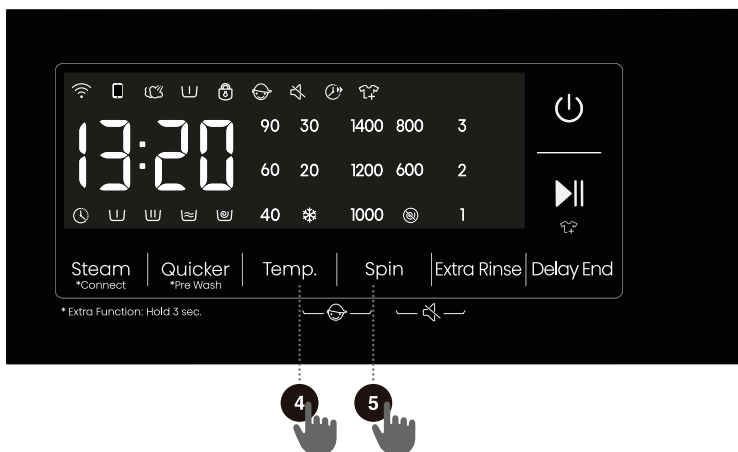 90 30 1400 800 3
13:20
60 20 1200 600 2
40 1000 1
Steam Quicker Temp. Spin Extra Rinse Delay End
*Connect *Pre Wash
* Extra Function: Hold 3 sec.
4 5